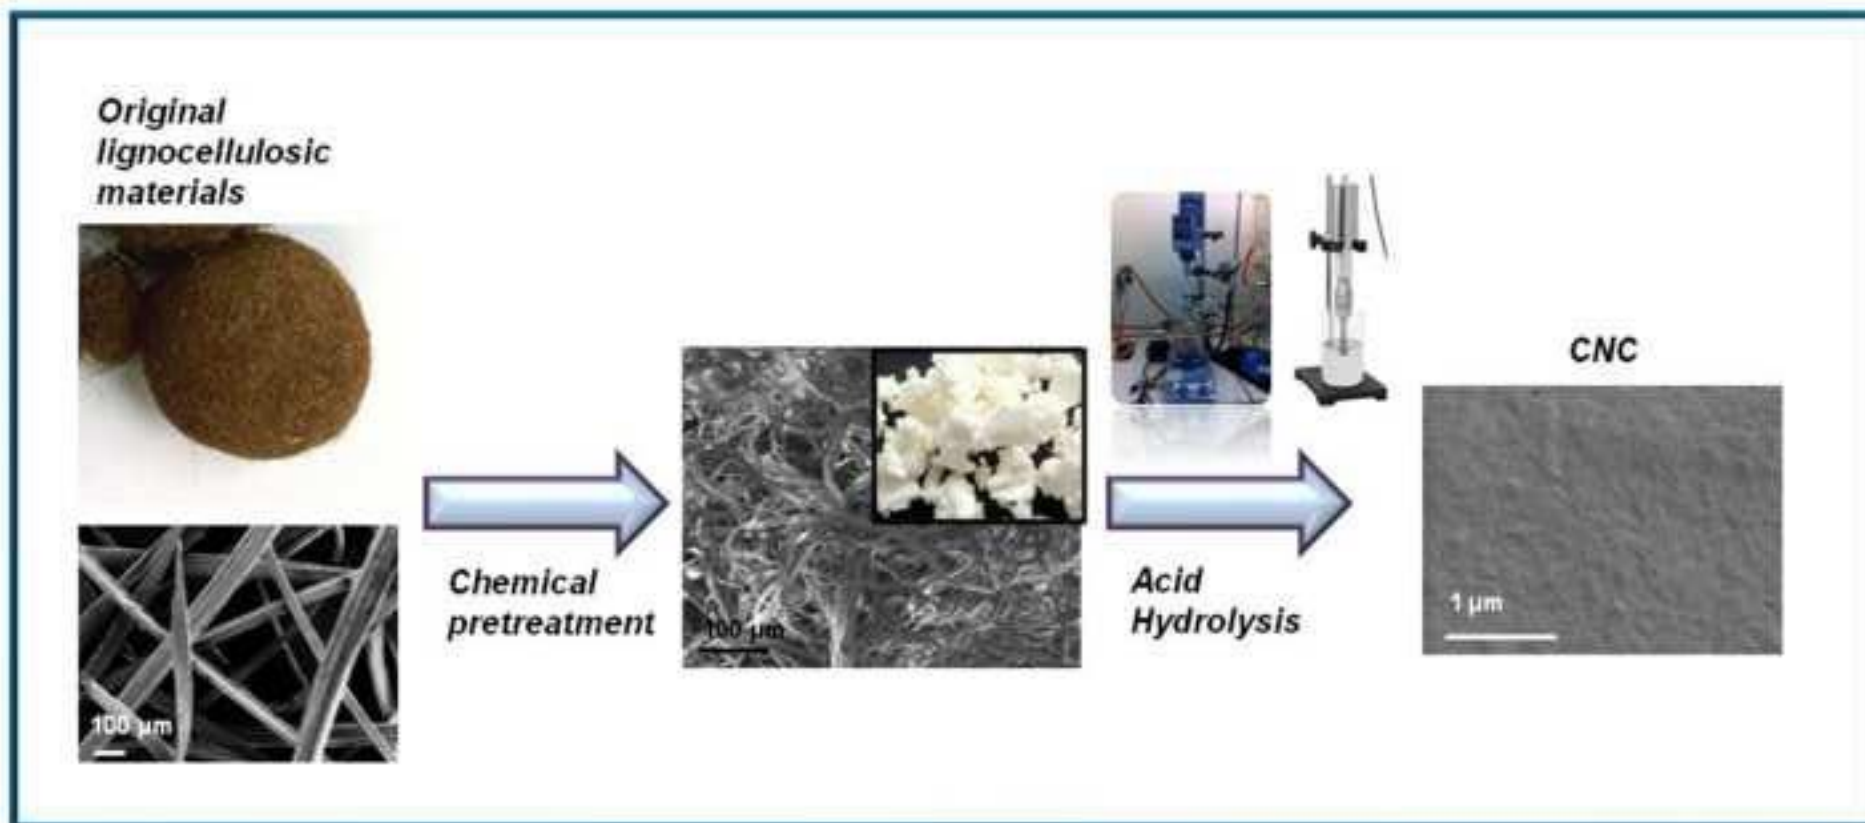 Original
lignocellulosic
materials
100 µm
Chemical
pretreatment
100 µm
Acid
Hydrolysis
CNC
1 µm